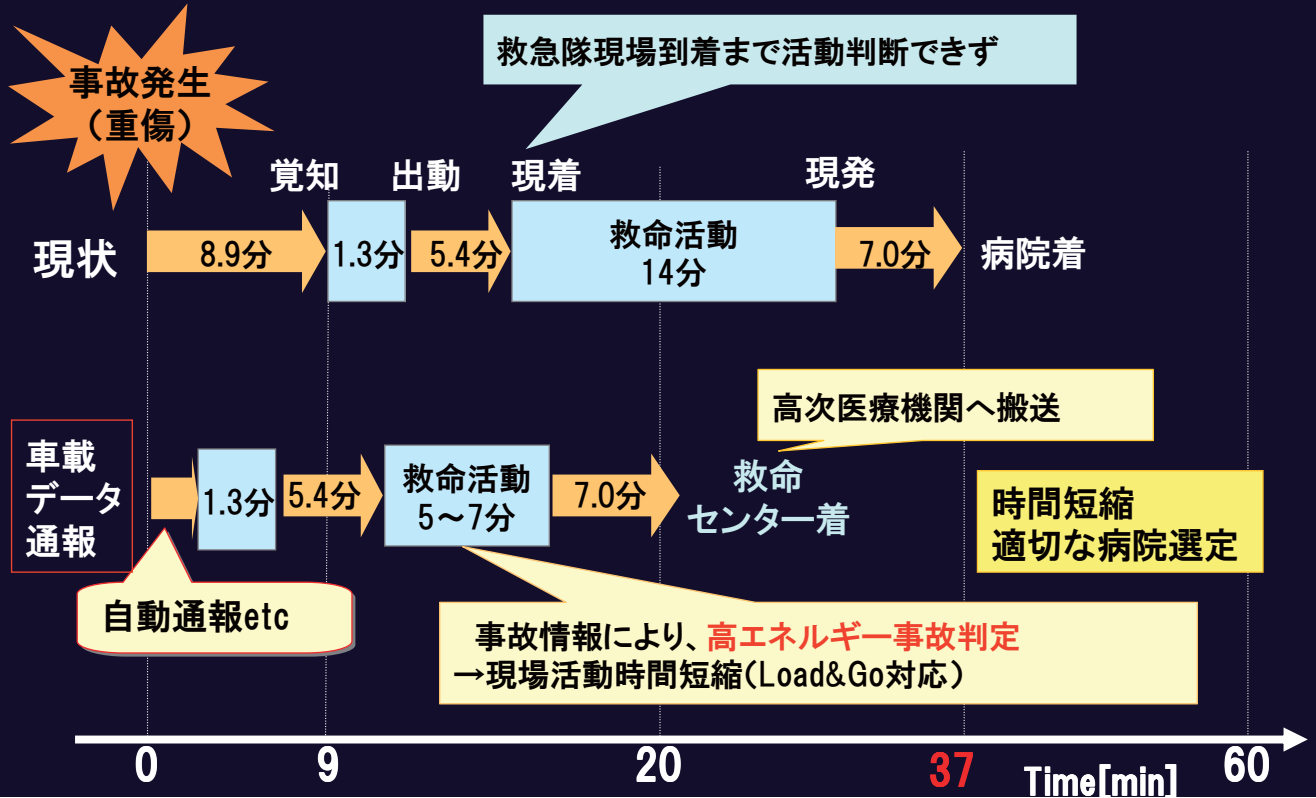 事故発生
（重傷）
救急隊現場到着まで活動判断できず
覚知
出動
現着
現発
現状
8.9分
1.3分
5.4分
救命活動
14分
7.0分
病院着
高次医療機関へ搬送
車載
データ
通報
1.3分
5.4分
救命活動
5～7分
7.0分
救命
センター着
時間短縮
適切な病院選定
自動通報etc
事故情報により、高エネルギー事故判定
→現場活動時間短縮(Load&Go対応)
0
9
20
37
Time[min]
60